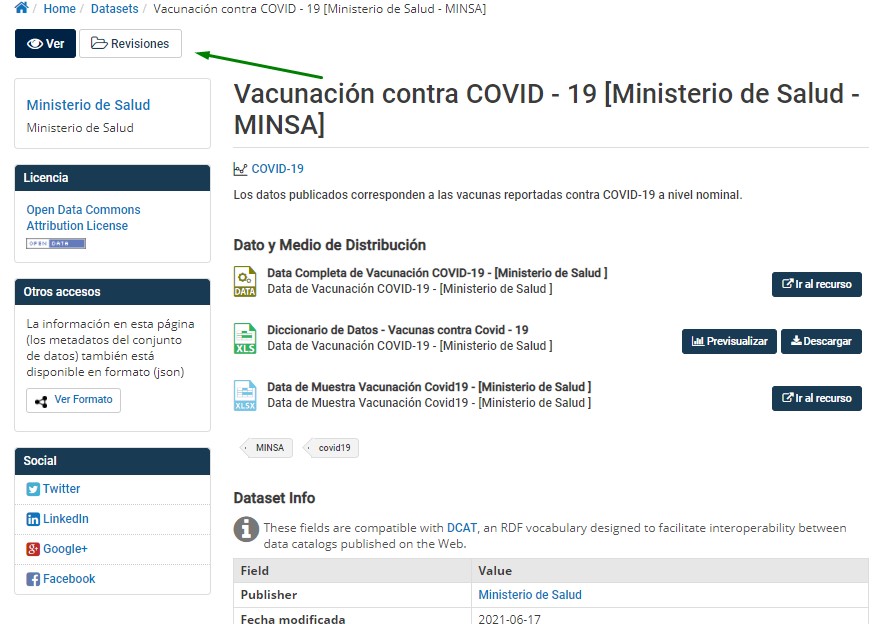 / Home / Datasets / Vacunación contra COVID - 19 [Ministerio de Salud - MINSA]
Ver Revisiones
Ministerio de Salud
Ministerio de Salud
Licencia
Open Data Commons
Attribution License
OPEN DATA
Otros accesos
La información en esta página
(los metadatos del conjunto
de datos) también está
disponible en formato (json)
Ver Formato
Social
Twitter
LinkedIn
Google+
Facebook
Vacunación contra COVID - 19 [Ministerio de Salud -
MINSA]
COVID-19
Los datos publicados corresponden a las vacunas reportadas contra COVID-19 a nivel nominal.
Dato y Medio de Distribución
DATA
Data Completa de Vacunación COVID-19 - [Ministerio de Salud ]
Data de Vacunación COVID-19 - [Ministerio de Salud ]
Ir al recurso
XLS
Diccionario de Datos - Vacunas contra Covid - 19
Data de Vacunación COVID-19 - [Ministerio de Salud ]
Previsualizar Descargar
XLSX
Data de Muestra Vacunación Covid19 - [Ministerio de Salud ]
Data de Muestra Vacunación Covid19 - [Ministerio de Salud ]
Ir al recurso
MINSA covid19
Dataset Info
These fields are compatible with DCAT, an RDF vocabulary designed to facilitate interoperability between
data catalogs published on the Web.
Field Value
Publisher Ministerio de Salud
Fecha modificada 2021-06-17